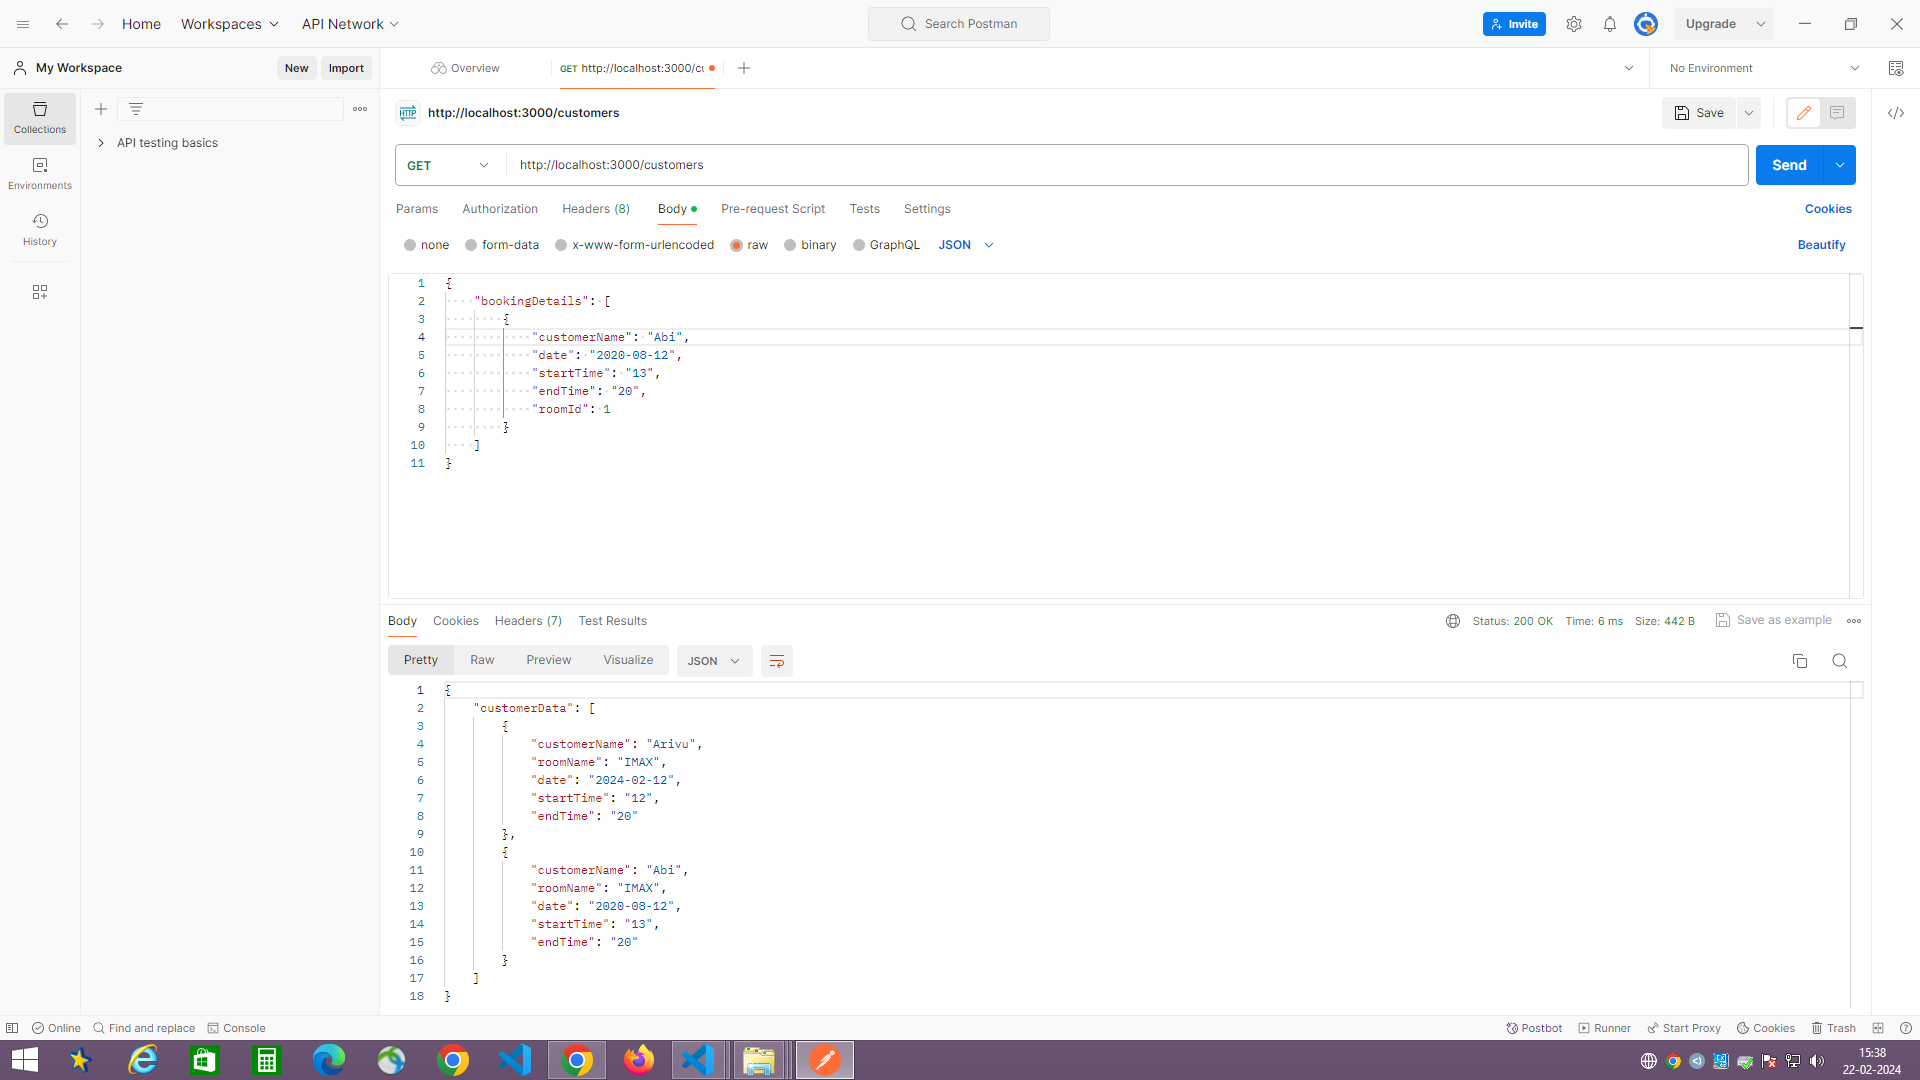 Home Workspaces API Network Search Postman Invite Upgrade
My Workspace New Import Overview GET http://localhost:3000/cu No Environment
Collections
API testing basics
Environments
History
HTTP http://localhost:3000/customers Save
GET http://localhost:3000/customers Send
Params Authorization Headers (8) Body Pre-request Script Tests Settings Cookies
none form-data x-www-form-urlencoded raw binary GraphQL JSON Beautify
1 {
2 "bookingDetails": [
3 {
4 "customerName": "Abi",
5 "date": "2020-08-12",
6 "startTime": "13",
7 "endTime": "20",
8 "roomId": 1
9 }
10 ]
11 }
Body Cookies Headers (7) Test Results Status: 200 OK Time: 6 ms Size: 442 B Save as example
Pretty Raw Preview Visualize JSON
1 {
2 "customerData": [
3 {
4 "customerName": "Arivu",
5 "roomName": "IMAX",
6 "date": "2024-02-12",
7 "startTime": "12",
8 "endTime": "20"
9 },
10 {
11 "customerName": "Abi",
12 "roomName": "IMAX",
13 "date": "2020-08-12",
14 "startTime": "13",
15 "endTime": "20"
16 }
17 ]
18 }
Online Find and replace Console Postbot Runner Start Proxy Cookies Trash
15:38
22-02-2024